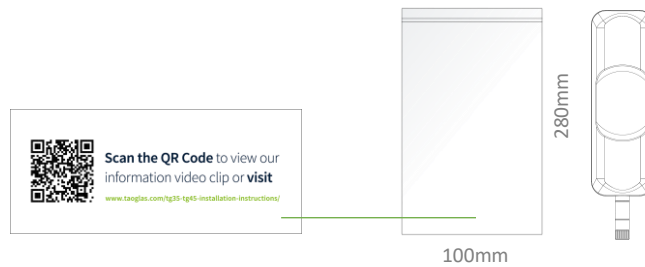 Scan the QR Code to view our
information video clip or visit
www.taoglas.com/tg35-tg45-installation-instructions/
280mm
100mm